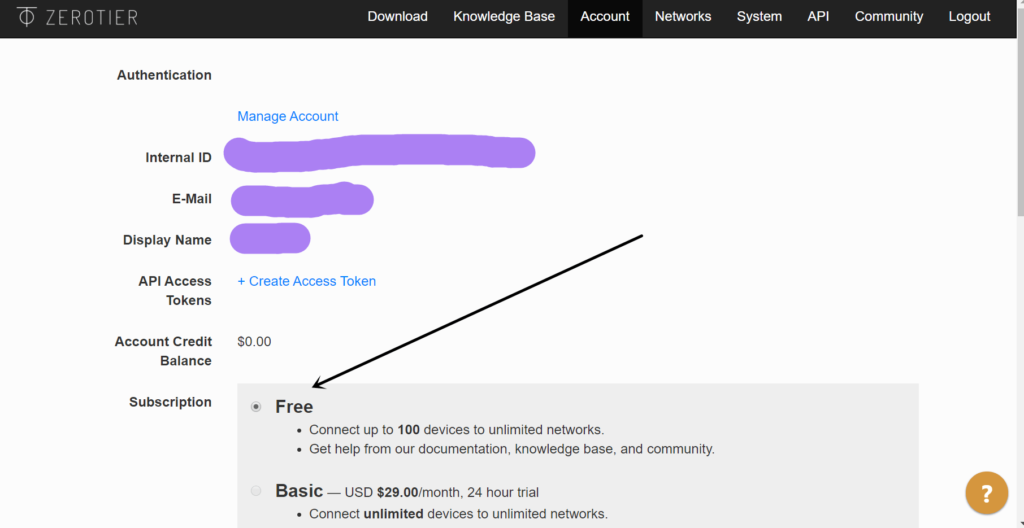 ZEROTIER
Download Knowledge Base Account Networks System API Community Logout
Authentication
Manage Account
Internal ID
E-Mail
Display Name
API Access
Tokens
+ Create Access Token
Account Credit
Balance
$0.00
Subscription
Free
Connect up to 100 devices to unlimited networks.
Get help from our documentation, knowledge base, and community.
Basic — USD $29.00/month, 24 hour trial
Connect unlimited devices to unlimited networks.
?